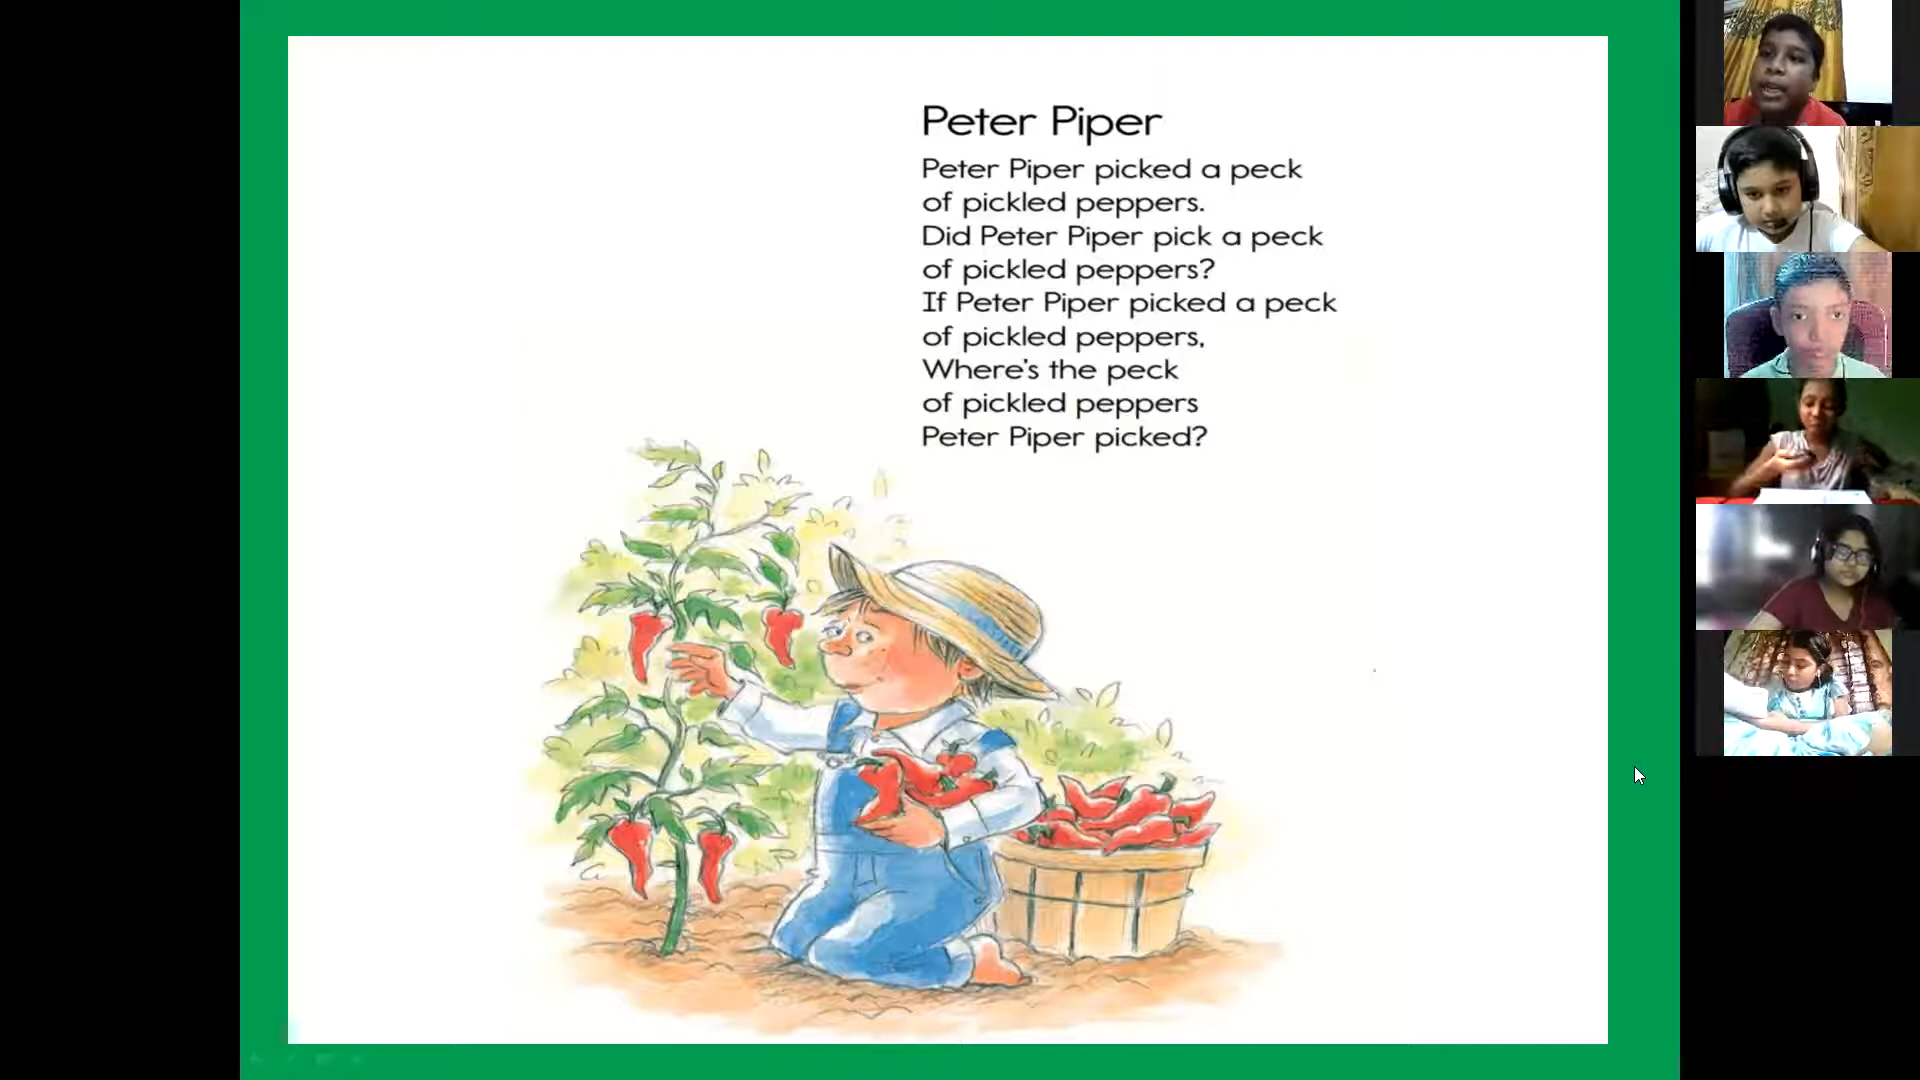 Peter Piper
Peter Piper picked a peck
of pickled peppers.
Did Peter Piper pick a peck
of pickled peppers?
If Peter Piper picked a peck
of pickled peppers,
Where's the peck
of pickled peppers
Peter Piper picked?